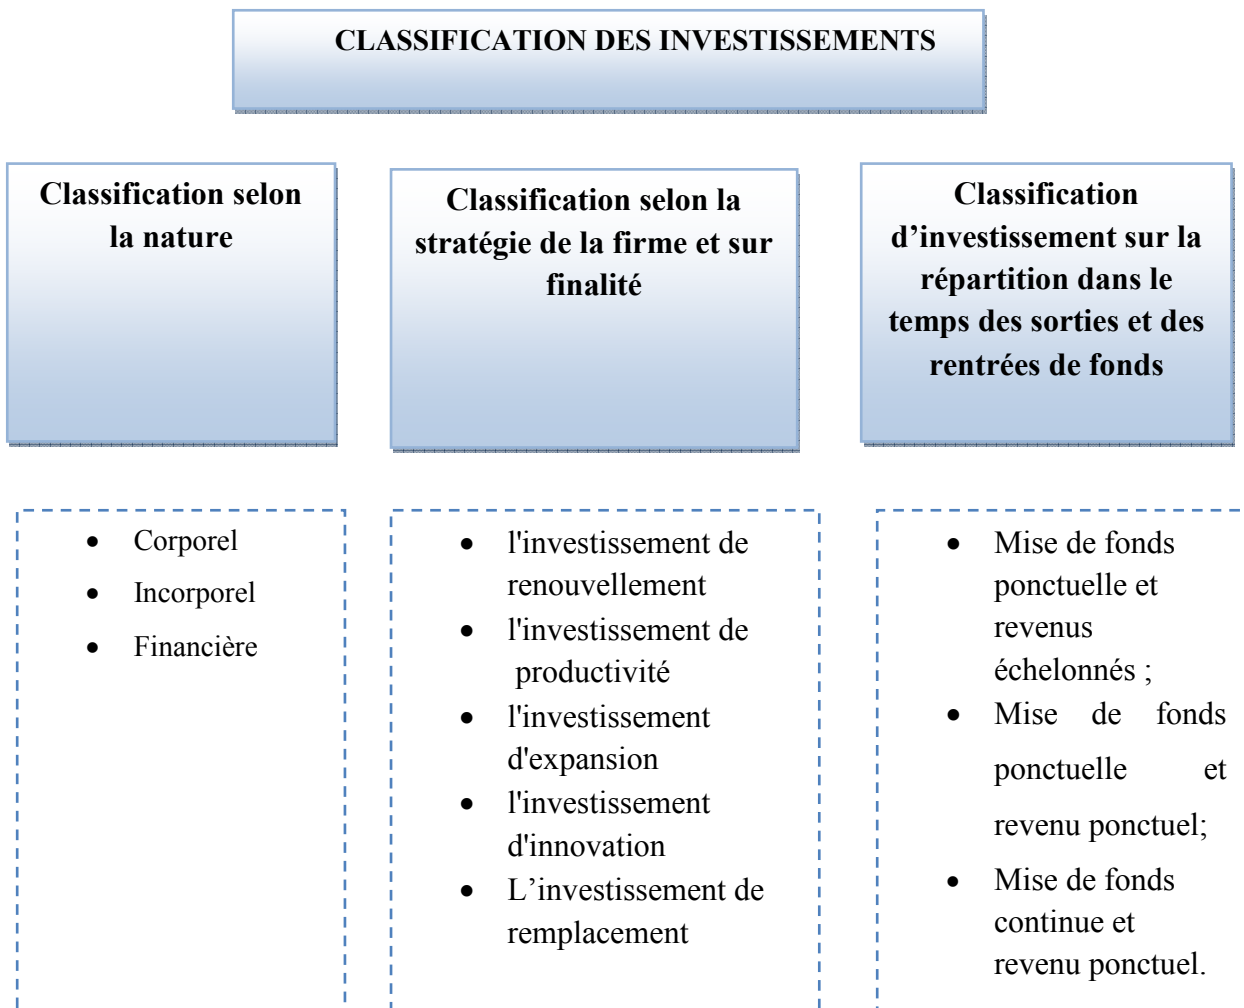 CLASSIFICATION DES INVESTISSEMENTS
Classification selon
la nature
Classification selon la
stratégie de la firme et sur
finalité
Classification
d’investissement sur la
répartition dans le
temps des sorties et des
rentrées de fonds
• Corporel
• Incorporel
• Financière
• l'investissement de
renouvellement
• l'investissement de
productivité
• l'investissement
d'expansion
• l'investissement
d'innovation
• L’investissement de
remplacement
• Mise de fonds
ponctuelle et
revenus
échelonnés ;
• Mise de fonds
ponctuelle et
revenu ponctuel;
• Mise de fonds
continue et
revenu ponctuel.